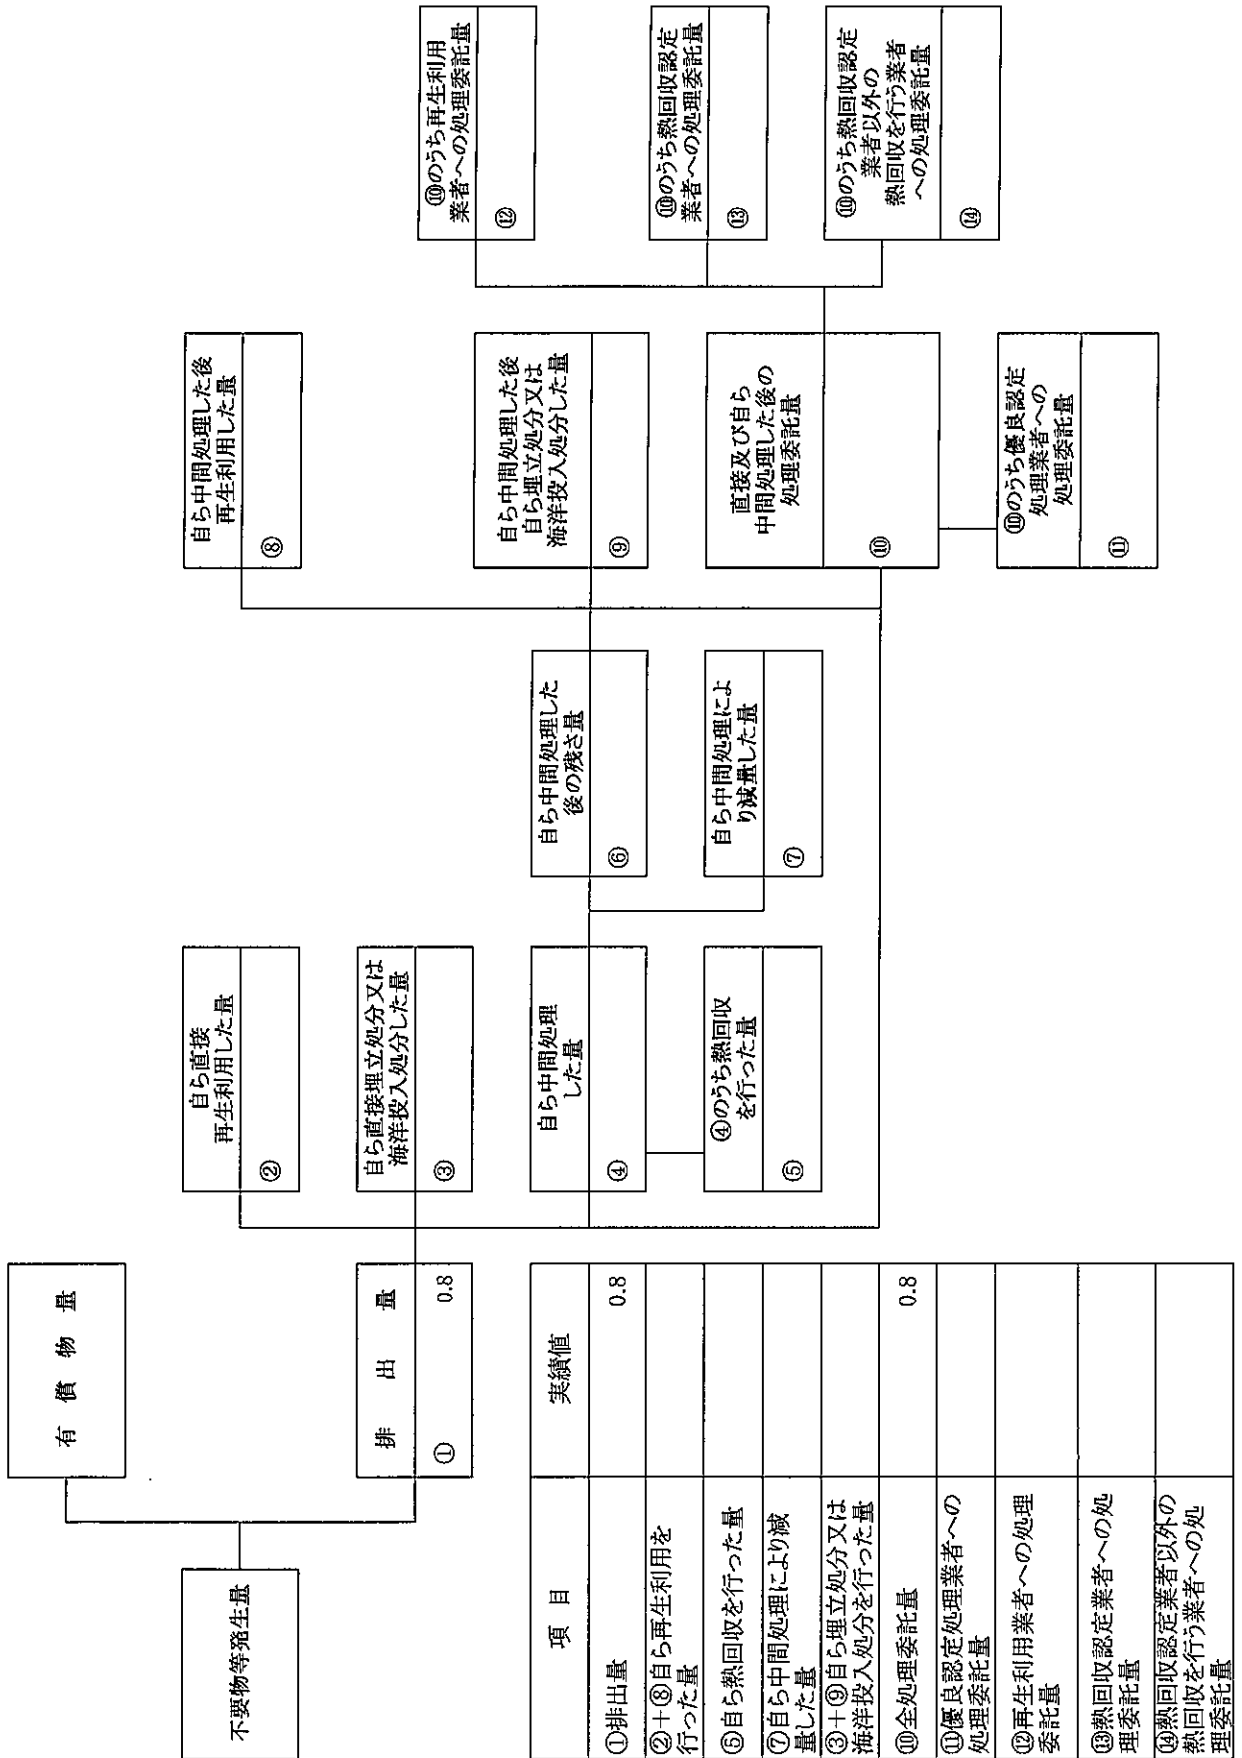 不要物等発生量
有償物量
排出量
①
0.8
自ら直接
再生利用した量
②
自ら直接埋立処分又は
海洋投入処分した量
③
自ら中間処理
した量
④
④のうち熱回収
を行った量
⑤
自ら中間処理した
後の残さ量
⑥
自ら中間処理によ
り減量した量
⑦
自ら中間処理した後
再生利用した量
⑧
自ら中間処理した後
自ら埋立処分又は
海洋投入処分した量
⑨
直接及び自ら
中間処理した後の
処理委託量
⑩
⑩のうち優良認定
処理業者への
処理委託量
⑪
⑩のうち再生利用
業者への処理委託量
⑫
⑩のうち熱回収認定
業者への処理委託量
⑬
⑩のうち熱回収認定
業者以外の
熱回収を行う業者
への処理委託量
⑭
項目
実績値
①排出量
0.8
②＋⑧自ら再生利用を
行った量
⑤自ら熱回収を行った量
⑦自ら中間処理により減
量した量
③＋⑨自ら埋立処分又は
海洋投入処分を行った量
⑩全処理委託量
0.8
⑪優良認定処理業者への
処理委託量
⑫再生利用業者への処理
委託量
⑬熱回収認定業者への処
理委託量
⑭熱回収認定業者以外の
熱回収を行う業者への処
理委託量